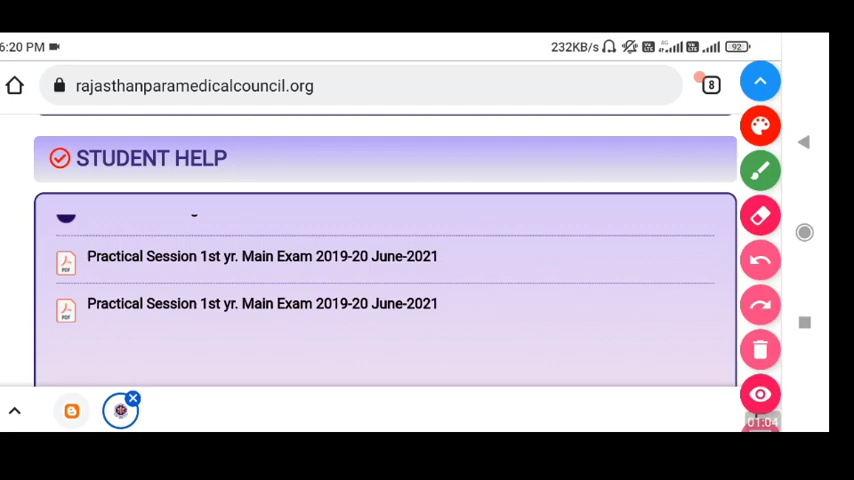 6:20 PM
232KB/s
92
rajasthanparamedicalcouncil.org
8
STUDENT HELP
PDF
Practical Session 1st yr. Main Exam 2019-20 June-2021
PDF
Practical Session 1st yr. Main Exam 2019-20 June-2021
01:04